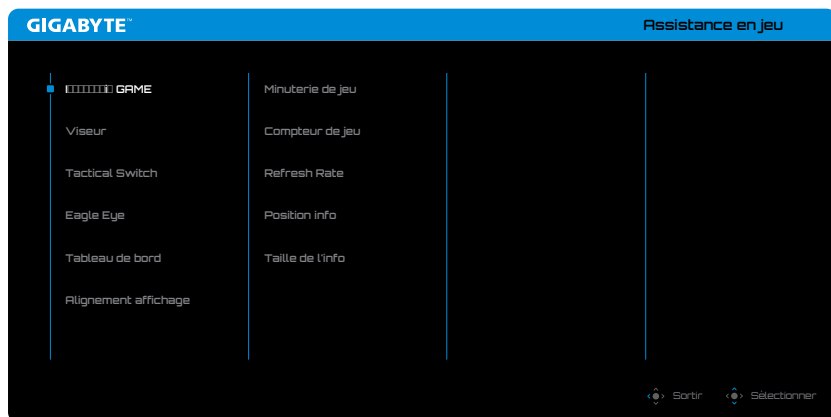 GIGABYTE™
Assistance en jeu
GAME
Viseur
Tactical Switch
Eagle Eye
Tableau de bord
Alignement affichage
Minuterie de jeu
Compteur de jeu
Refresh Rate
Position info
Taille de l'info
Sortir
Sélectionner